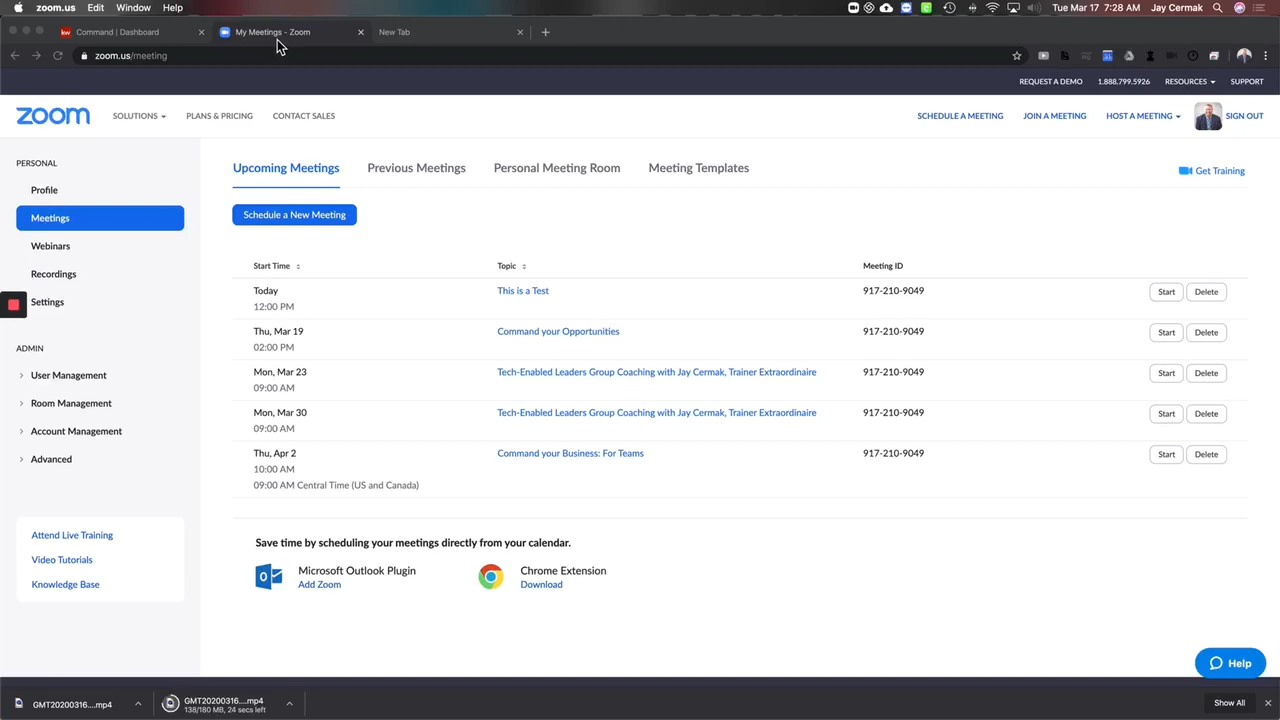 zoom.us Edit Window Help Tue Mar 17 7:28 AM Jay Cermak
kw Command | Dashboard My Meetings - Zoom New Tab
zoom.us/meeting
REQUEST A DEMO 1.888.799.5926 RESOURCES SUPPORT
zoom SOLUTIONS PLANS & PRICING CONTACT SALES SCHEDULE A MEETING JOIN A MEETING HOST A MEETING SIGN OUT
PERSONAL
Profile
Meetings
Webinars
Recordings
Settings
ADMIN
User Management
Room Management
Account Management
Advanced
Attend Live Training
Video Tutorials
Knowledge Base
Upcoming Meetings Previous Meetings Personal Meeting Room Meeting Templates Get Training
Schedule a New Meeting
Start Time Topic Meeting ID
Today This is a Test 917-210-9049 Start Delete
12:00 PM
Thu, Mar 19 Command your Opportunities 917-210-9049 Start Delete
02:00 PM
Mon, Mar 23 Tech-Enabled Leaders Group Coaching with Jay Cermak, Trainer Extraordinaire 917-210-9049 Start Delete
09:00 AM
Mon, Mar 30 Tech-Enabled Leaders Group Coaching with Jay Cermak, Trainer Extraordinaire 917-210-9049 Start Delete
09:00 AM
Thu, Apr 2 Command your Business: For Teams 917-210-9049 Start Delete
10:00 AM
09:00 AM Central Time (US and Canada)
Save time by scheduling your meetings directly from your calendar.
Microsoft Outlook Plugin Chrome Extension
Add Zoom Download
Help
GMT20200316....mp4 GMT20200316....mp4 Show All
138/180 MB, 24 secs left